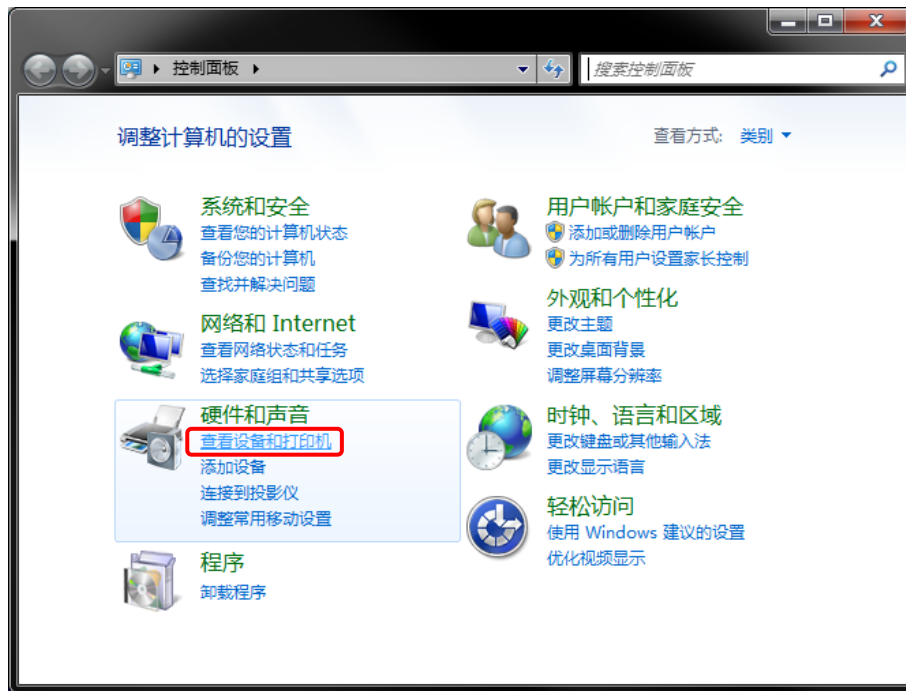 控制面板
搜索控制面板
调整计算机的设置
查看方式: 类别
系统和安全
查看您的计算机状态
备份您的计算机
查找并解决问题
网络和 Internet
查看网络状态和任务
选择家庭组和共享选项
硬件和声音
查看设备和打印机
添加设备
连接到投影仪
调整常用移动设置
程序
卸载程序
用户帐户和家庭安全
添加或删除用户帐户
为所有用户设置家长控制
外观和个性化
更改主题
更改桌面背景
调整屏幕分辨率
时钟、语言和区域
更改键盘或其他输入法
更改显示语言
轻松访问
使用 Windows 建议的设置
优化视频显示